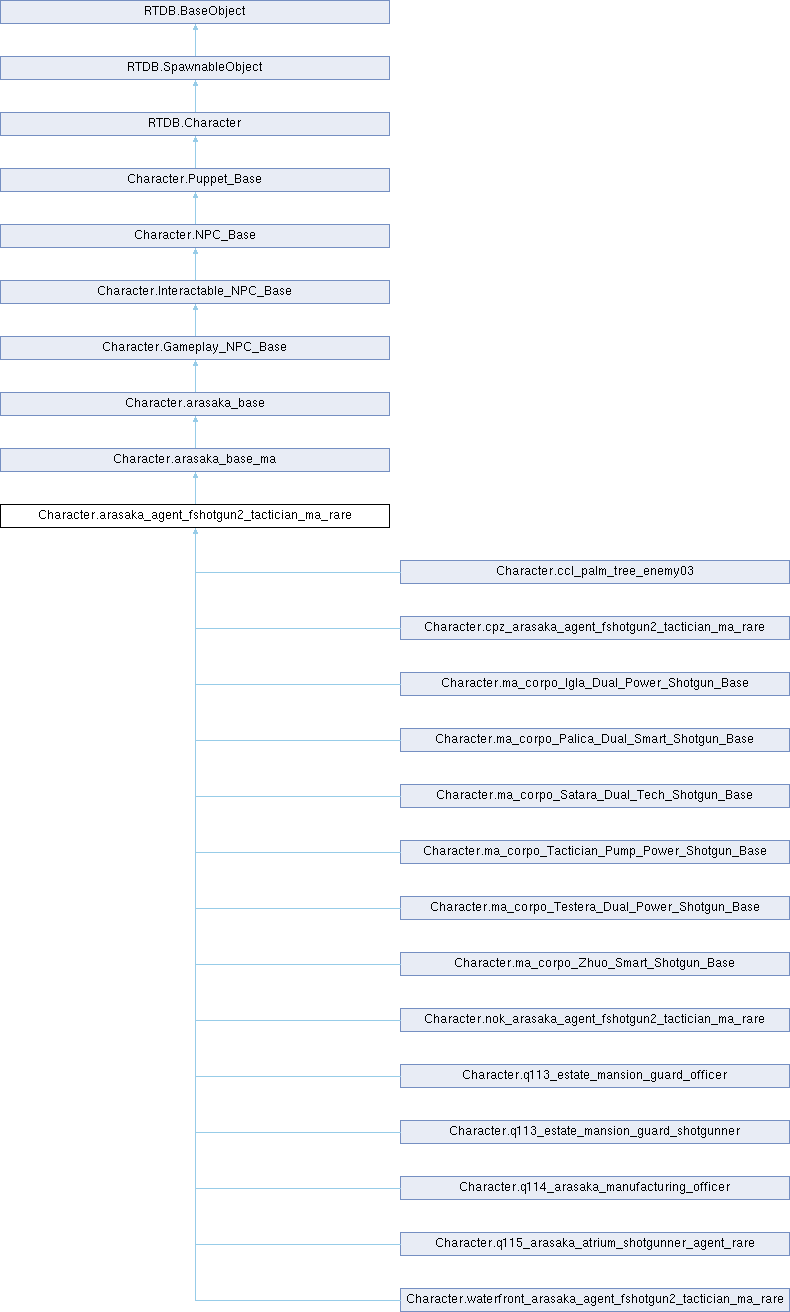 RTDB.BaseObject
RTDB.SpawnableObject
RTDB.Character
Character.Puppet_Base
Character.NPC_Base
Character.Interactable_NPC_Base
Character.Gameplay_NPC_Base
Character.arasaka_base
Character.arasaka_base_ma
Character.arasaka_agent_fshotgun2_tactician_ma_rare
Character.ccl_palm_tree_enemy03
Character.cpz_arasaka_agent_fshotgun2_tactician_ma_rare
Character.ma_corpo_Igla_Dual_Power_Shotgun_Base
Character.ma_corpo_Palica_Dual_Smart_Shotgun_Base
Character.ma_corpo_Satara_Dual_Tech_Shotgun_Base
Character.ma_corpo_Tactician_Pump_Power_Shotgun_Base
Character.ma_corpo_Testera_Dual_Power_Shotgun_Base
Character.ma_corpo_Zhuo_Smart_Shotgun_Base
Character.nok_arasaka_agent_fshotgun2_tactician_ma_rare
Character.q113_estate_mansion_guard_officer
Character.q113_estate_mansion_guard_shotgunner
Character.q114_arasaka_manufacturing_officer
Character.q115_arasaka_atrium_shotgunner_agent_rare
Character.waterfront_arasaka_agent_fshotgun2_tactician_ma_rare